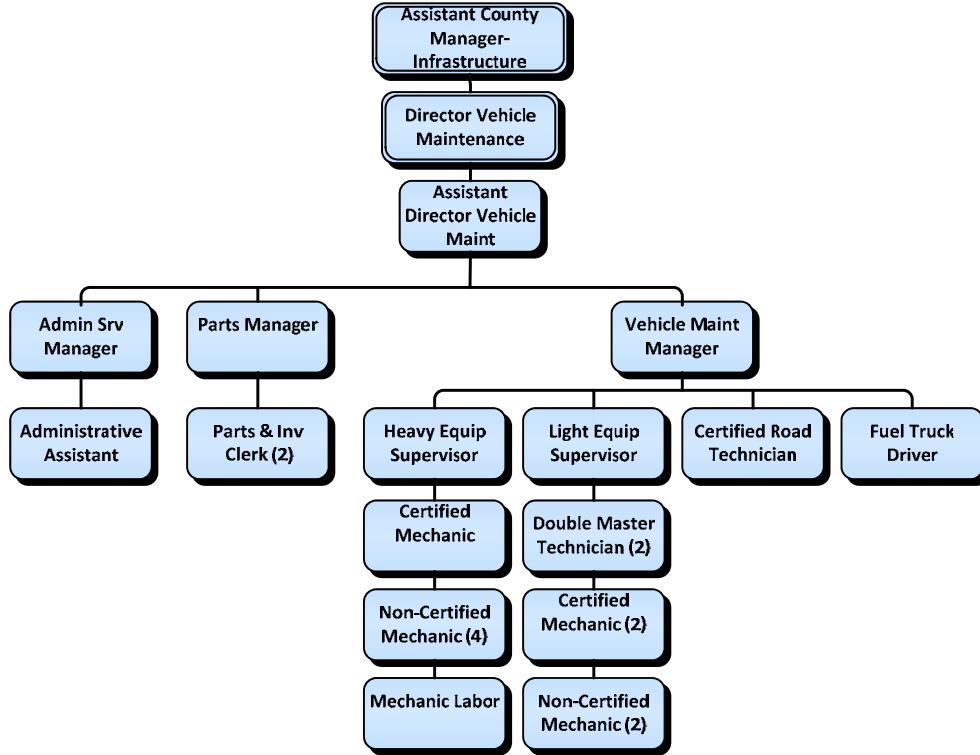 Assistant County
Manager-
Infrastructure
Director Vehicle
Maintenance
Assistant
Director Vehicle
Maint
Admin Srv
Manager
Parts Manager
Vehicle Maint
Manager
Administrative
Assistant
Parts & Inv
Clerk (2)
Heavy Equip
Supervisor
Light Equip
Supervisor
Certified Road
Technician
Fuel Truck
Driver
Certified
Mechanic
Double Master
Technician (2)
Non-Certified
Mechanic (4)
Certified
Mechanic (2)
Mechanic Labor
Non-Certified
Mechanic (2)